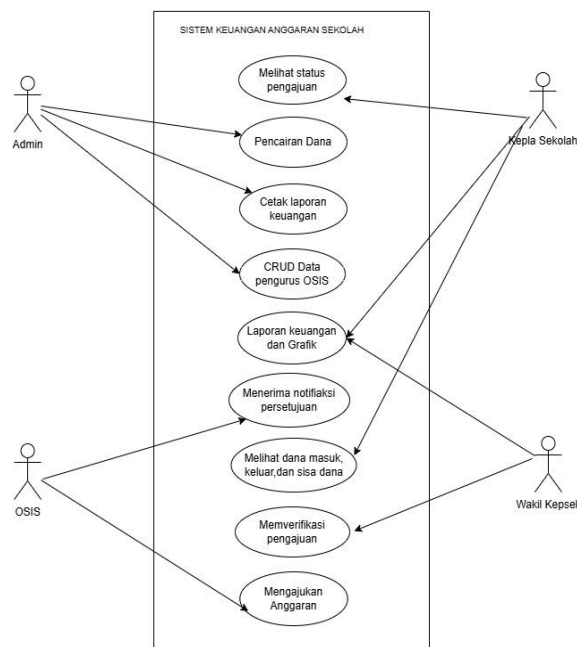 SISTEM KEUANGAN ANGGARAN SEKOLAH
Melihat status
pengajuan
Admin
Pencairan Dana
Kepla Sekolah
Cetak laporan
keuangan
CRUD Data
pengurus OSIS
Laporan keuangan
dan Grafik
Menerima notifiaksi
persetujuan
Melihat dana masuk,
keluar,dan sisa dana
OSIS
Wakil Kepsel
Memverifikasi
pengajuan
Mengajukan
Anggaran